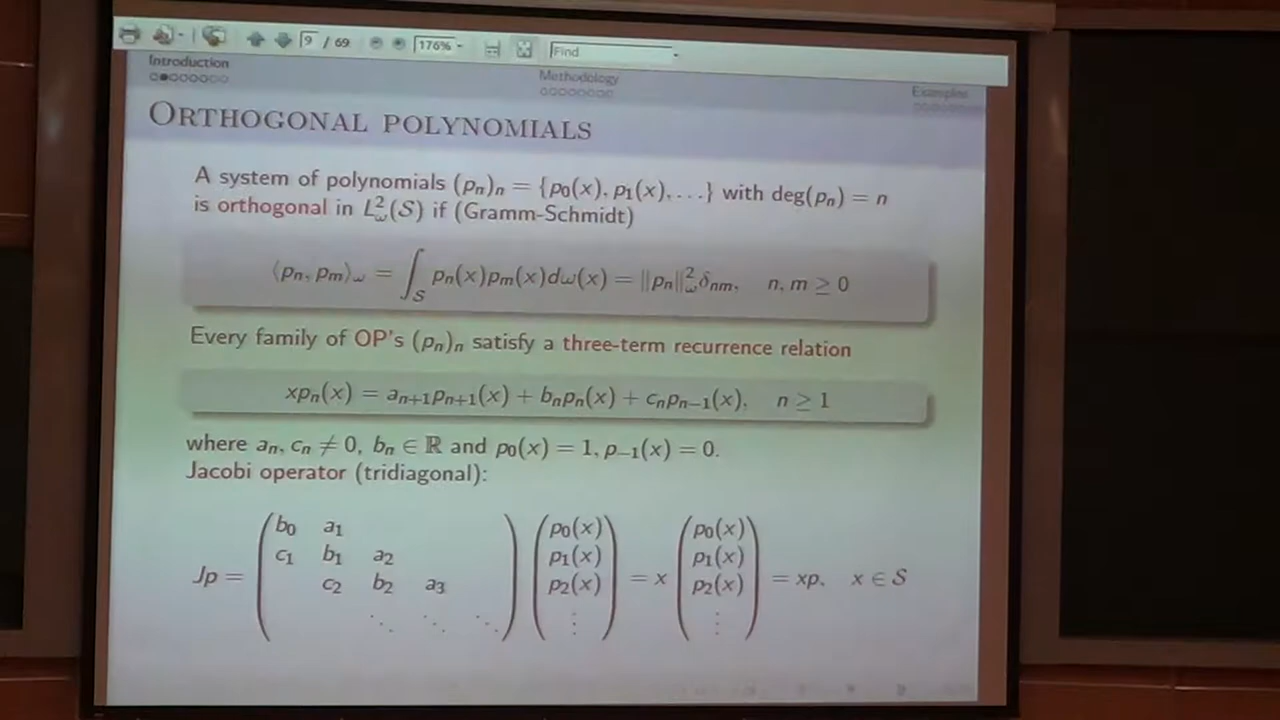 9 / 69 176% Find
Introduction Methodology Examples
ORTHOGONAL POLYNOMIALS
A system of polynomials (pₙ)ₙ = {p₀(x), p₁(x), . . .} with deg(pₙ) = n
is orthogonal in L²_ω(𝒮) if (Gramm-Schmidt)
⟨pₙ, pₘ⟩_ω = ∫_𝒮 pₙ(x)pₘ(x)dω(x) = ‖pₙ‖²_ω δₙₘ, n, m ≥ 0
Every family of OP's (pₙ)ₙ satisfy a three-term recurrence relation
xpₙ(x) = aₙ₊₁pₙ₊₁(x) + bₙpₙ(x) + cₙpₙ₋₁(x), n ≥ 1
where aₙ, cₙ ≠ 0, bₙ ∈ ℝ and p₀(x) = 1, p₋₁(x) = 0.
Jacobi operator (tridiagonal):
b₀ a₁ p₀(x) p₀(x)
c₁ b₁ a₂ p₁(x) p₁(x)
Jp = c₂ b₂ a₃ p₂(x) = x p₂(x) = xp, x ∈ 𝒮
⋱ ⋱ ⋱ ⋮ ⋮